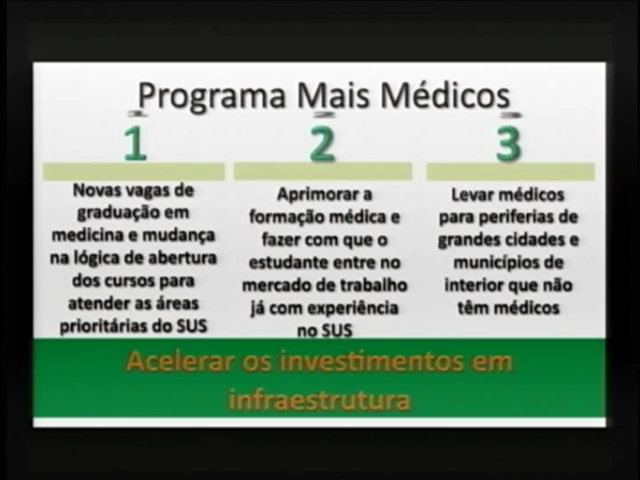 Programa Mais Médicos
1
2
3
Novas vagas de
graduação em
medicina e mudança
na lógica de abertura
dos cursos para
atender as áreas
prioritárias do SUS
Aprimorar a
formação médica e
fazer com que o
estudante entre no
mercado de trabalho
já com experiência
no SUS
Levar médicos
para periferias de
grandes cidades e
municípios de
interior que não
têm médicos
Acelerar os investimentos em
infraestrutura